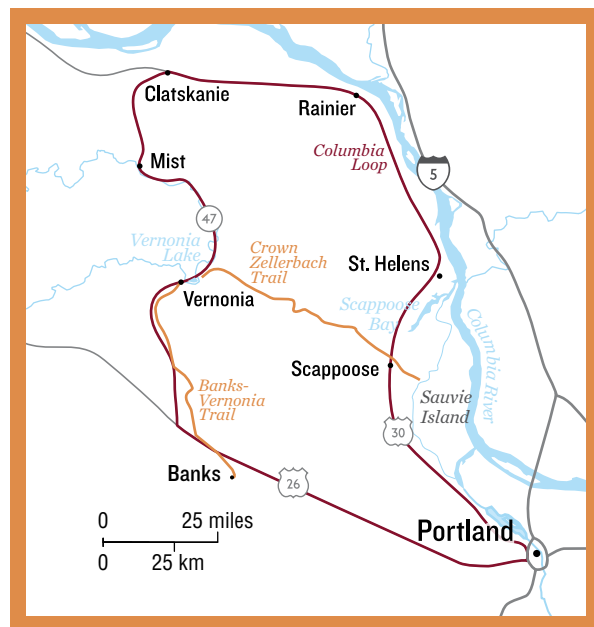 Clatskanie
Rainier
Columbia
Loop
Mist
5
47
Vernonia
Lake
Crown
Zellerbach
Trail
St. Helens
Vernonia
Scappoose
Bay
Columbia River
Scappoose
Banks-
Vernonia
Trail
Sauvie
Island
30
Banks
26
0
25 miles
Portland
0
25 km